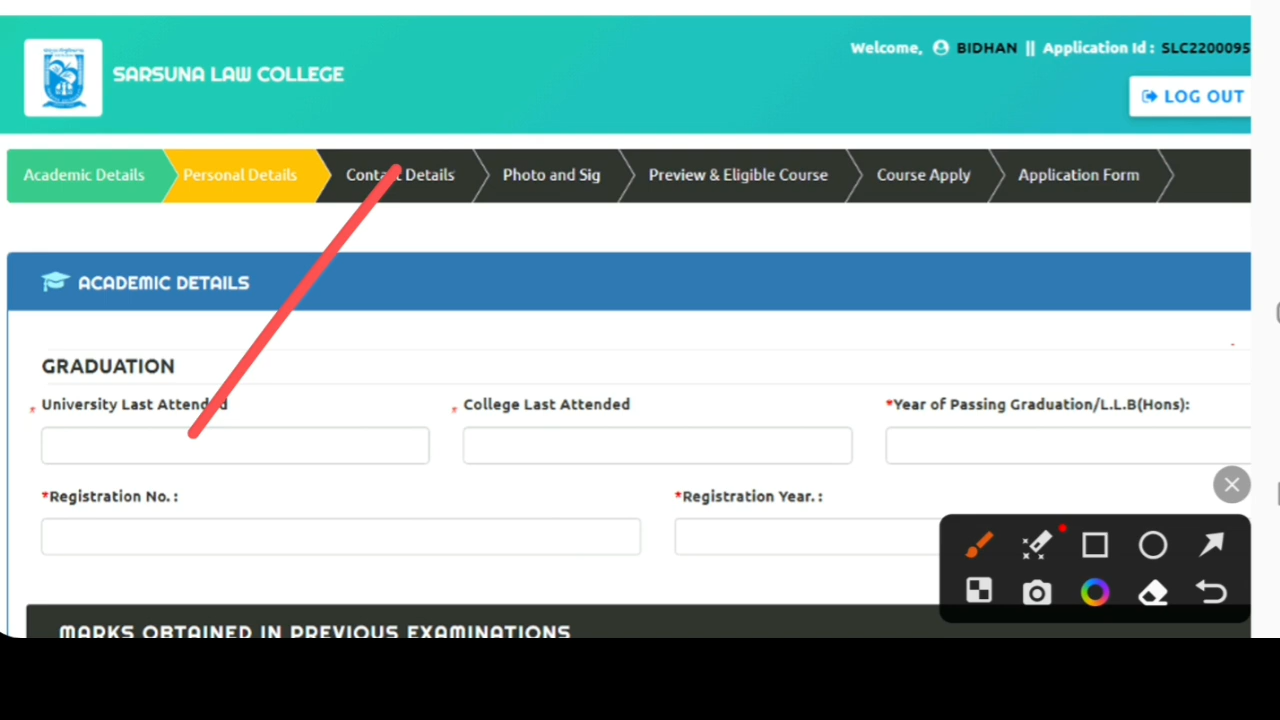 Welcome, BIDHAN || Application Id : SLC2200095
SARSUNA LAW COLLEGE
LOG OUT
Academic Details Personal Details Contact Details Photo and Sig Preview & Eligible Course Course Apply Application Form
ACADEMIC DETAILS
GRADUATION
* University Last Attended * College Last Attended *Year of Passing Graduation/L.L.B(Hons):
*Registration No. : *Registration Year. :
MARKS OBTAINED IN PREVIOUS EXAMINATIONS